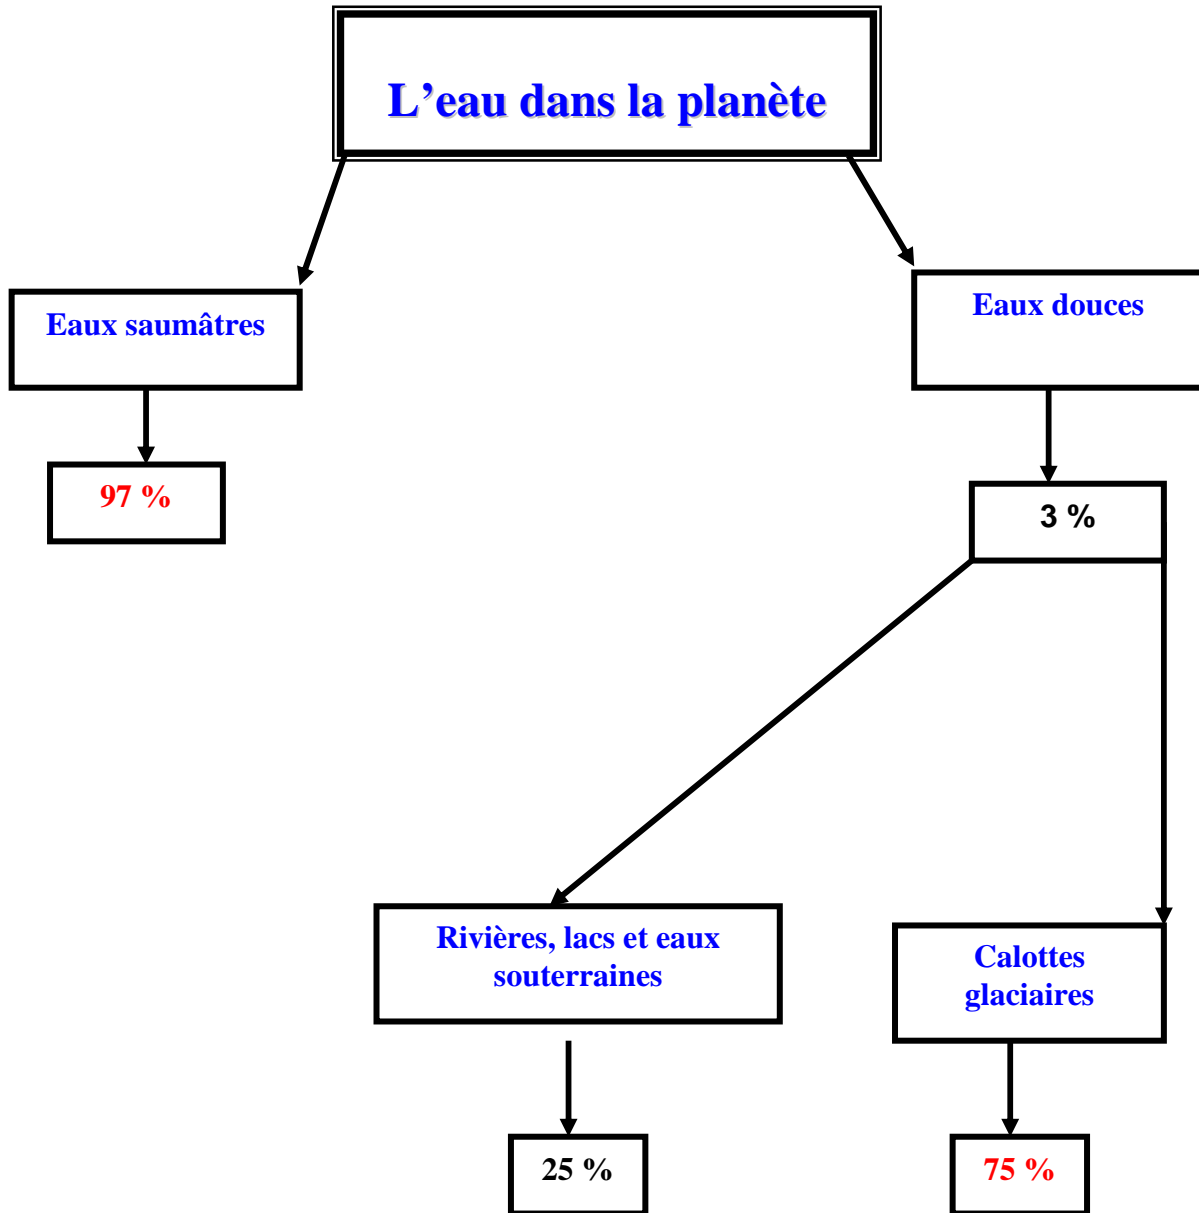 L’eau dans la planète
Eaux saumâtres
Eaux douces
97 %
3 %
Rivières, lacs et eaux
souterraines
Calottes
glaciaires
25 %
75 %